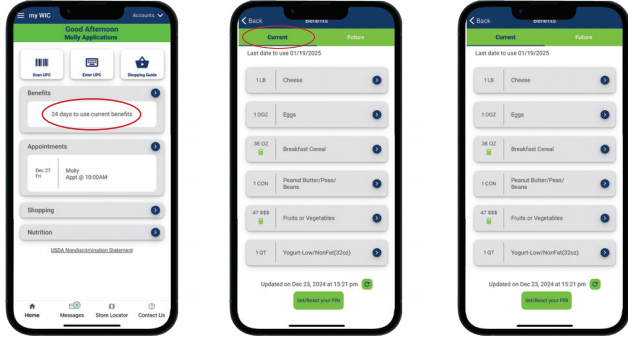 my WIC
Accounts
Good Afternoon
Molly Applications
Scan UPC
Enter UPC
Shopping Guide
Benefits
24 days to use current benefits
Appointments
Dec 27
Fri
Molly
Appt @ 10:00AM
Shopping
Nutrition
USDA Nondiscrimination Statement
Home
Messages
Store Locator
Contact Us
Back
Benefits
Current
Future
Last date to use 01/19/2025
1 LB
Cheese
1 DOZ
Eggs
36 OZ
Breakfast Cereal
1 CON
Peanut Butter/Peas/
Beans
47 $$$
Fruits or Vegetables
1 QT
Yogurt-Low/NonFat(32oz)
Updated on Dec 23, 2024 at 15:21 pm
Set/Reset your PIN
Back
Benefits
Current
Future
Last date to use 01/19/2025
1 LB
Cheese
1 DOZ
Eggs
36 OZ
Breakfast Cereal
1 CON
Peanut Butter/Peas/
Beans
47 $$$
Fruits or Vegetables
1 QT
Yogurt-Low/NonFat(32oz)
Updated on Dec 23, 2024 at 15:21 pm
Set/Reset your PIN